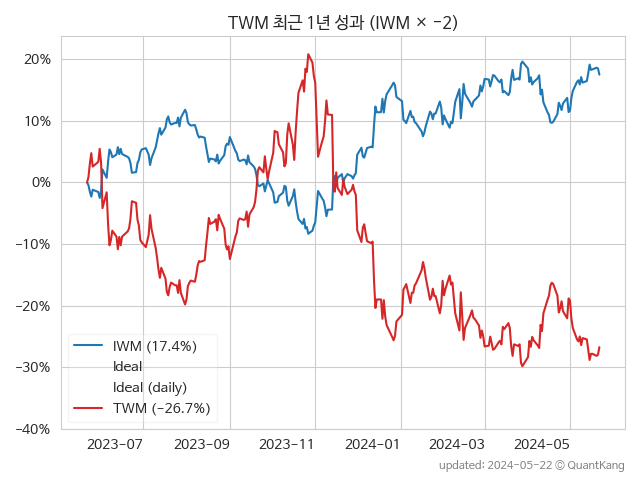 TWM 최근 1년 성과 (IWM × −2)
20%
10%
0%
−10%
−20%
−30%
−40%
IWM (17.4%)
Ideal
Ideal (daily)
TWM (−26.7%)
2023−07
2023−09
2023−11
2024−01
2024−03
2024−05
updated: 2024-05-22 © QuantKang